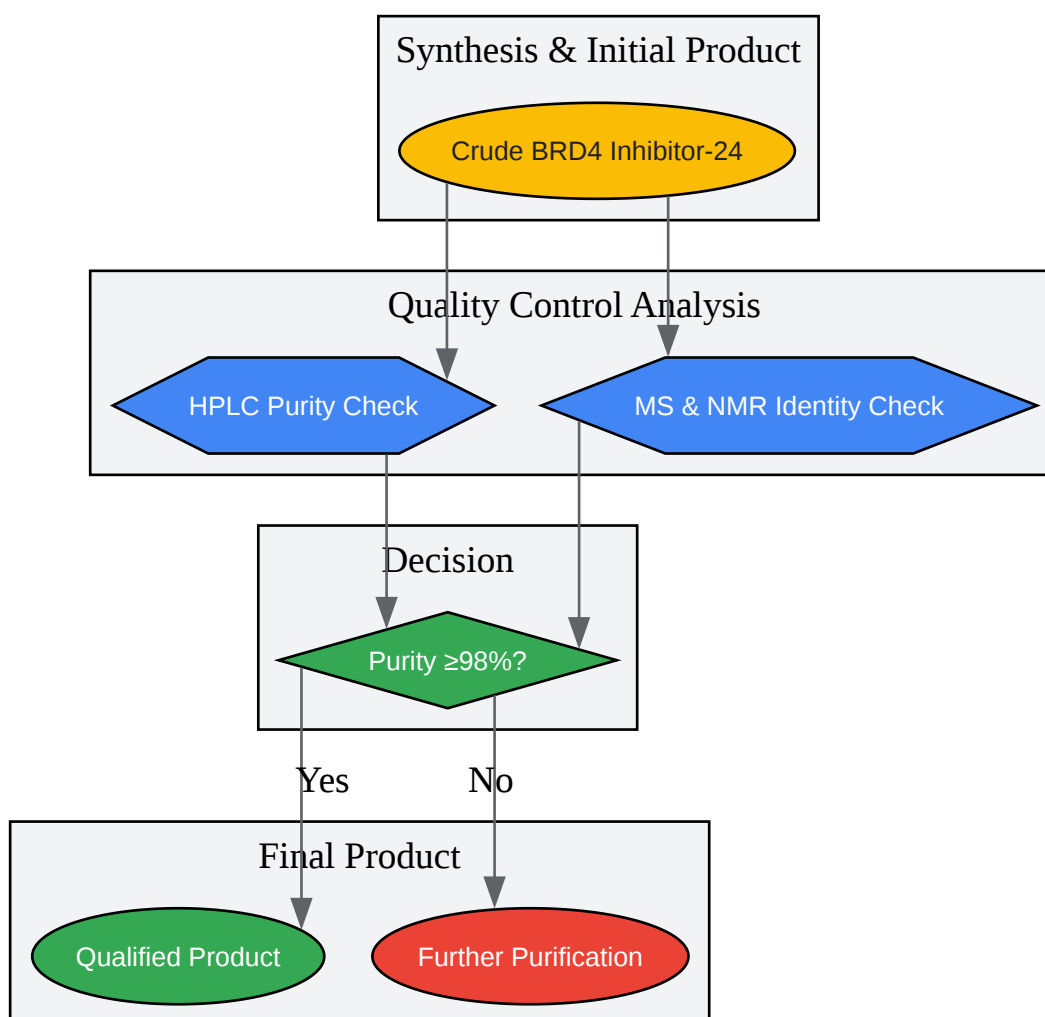 Synthesis & Initial Product
Crude BRD4 Inhibitor-24
Quality Control Analysis
HPLC Purity Check
MS & NMR Identity Check
Decision
Purity ≥98%?
Yes
No
Final Product
Qualified Product
Further Purification